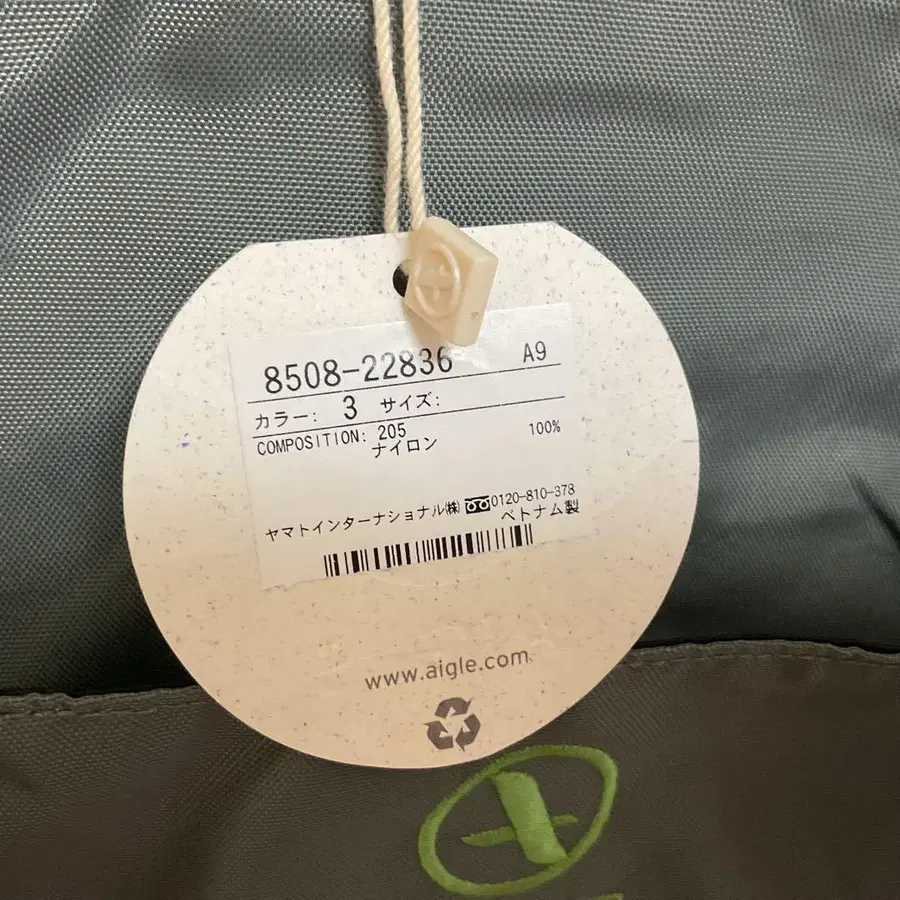 8508-22836 A9
カラー: 3 サイズ:
COMPOSITION: 205
ナイロン 100%
ヤマトインターナショナル㈱ 0120-810-378
ベトナム製
www.aigle.com